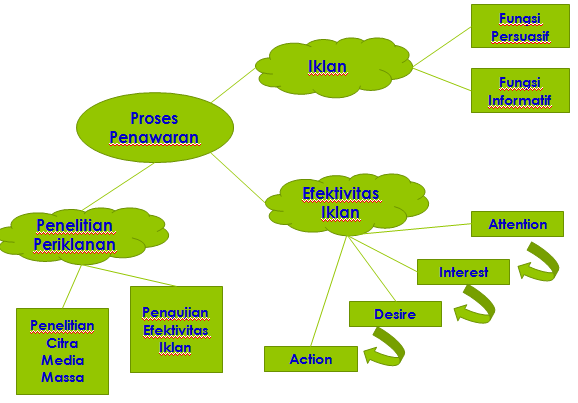 Fungsi
Persuasif
Iklan
Fungsi
Informatif
Proses
Penawaran
Efektivitas
Iklan
Penelitian
Periklanan
Attention
Interest
Desire
Action
Penelitian
Citra
Media
Massa
Pengujian
Efektivitas
Iklan